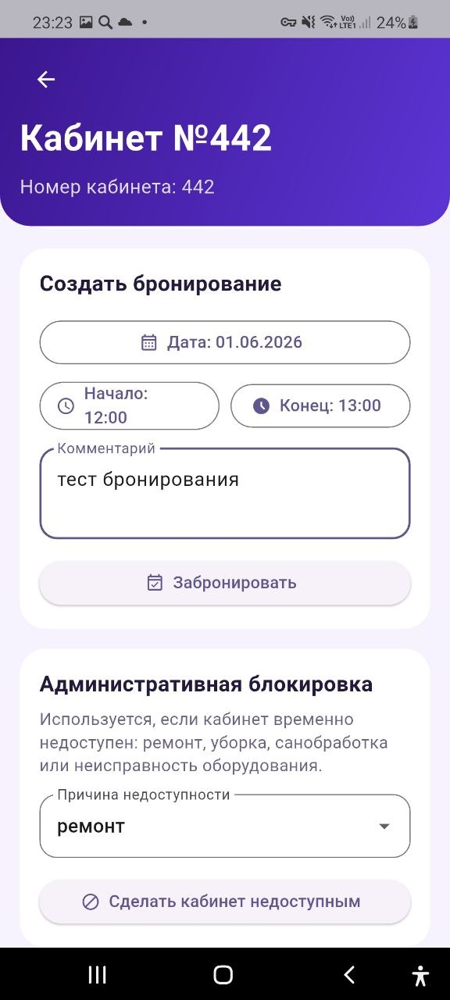 23:23
Vo)) LTE1 24%
Кабинет №442
Номер кабинета: 442
Создать бронирование
Дата: 01.06.2026
Начало:
12:00
Конец: 13:00
Комментарий
тест бронирования
Забронировать
Административная блокировка
Используется, если кабинет временно
недоступен: ремонт, уборка, санобработка
или неисправность оборудования.
Причина недоступности
ремонт
Сделать кабинет недоступным